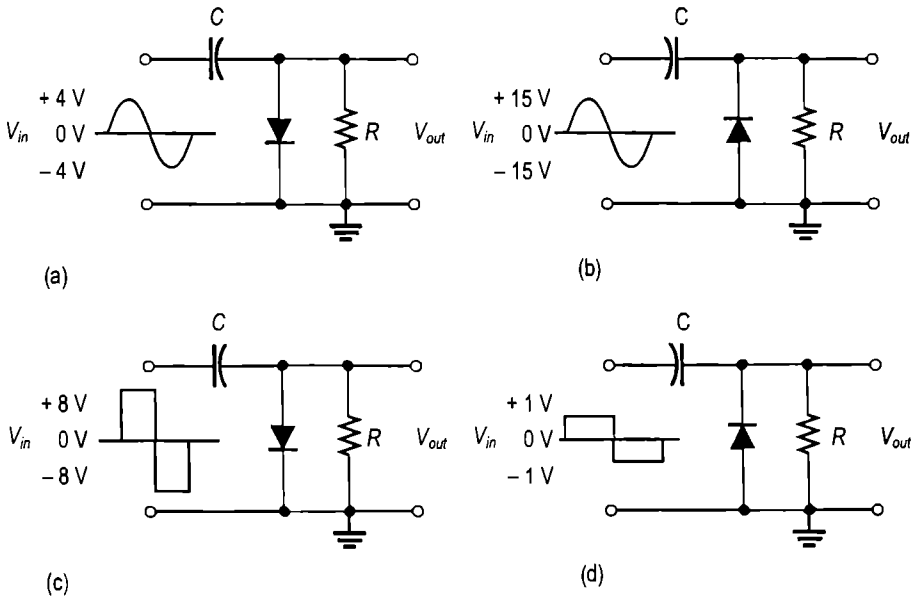 C
+ 4 V
V_in 0 V R V_out
– 4 V
(a)
C
+ 15 V
V_in 0 V R V_out
– 15 V
(b)
C
+ 8 V
V_in 0 V R V_out
– 8 V
(c)
C
+ 1 V
V_in 0 V R V_out
– 1 V
(d)